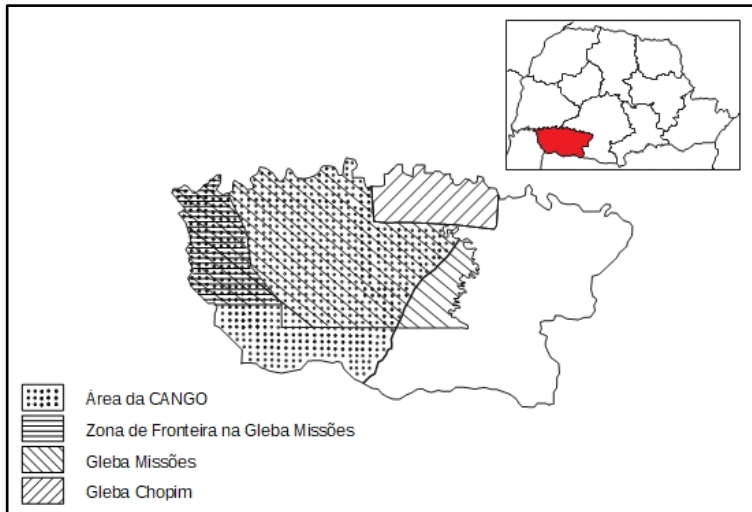 Área da CANGO
Zona de Fronteira na Gleba Missões
Gleba Missões
Gleba Chopim